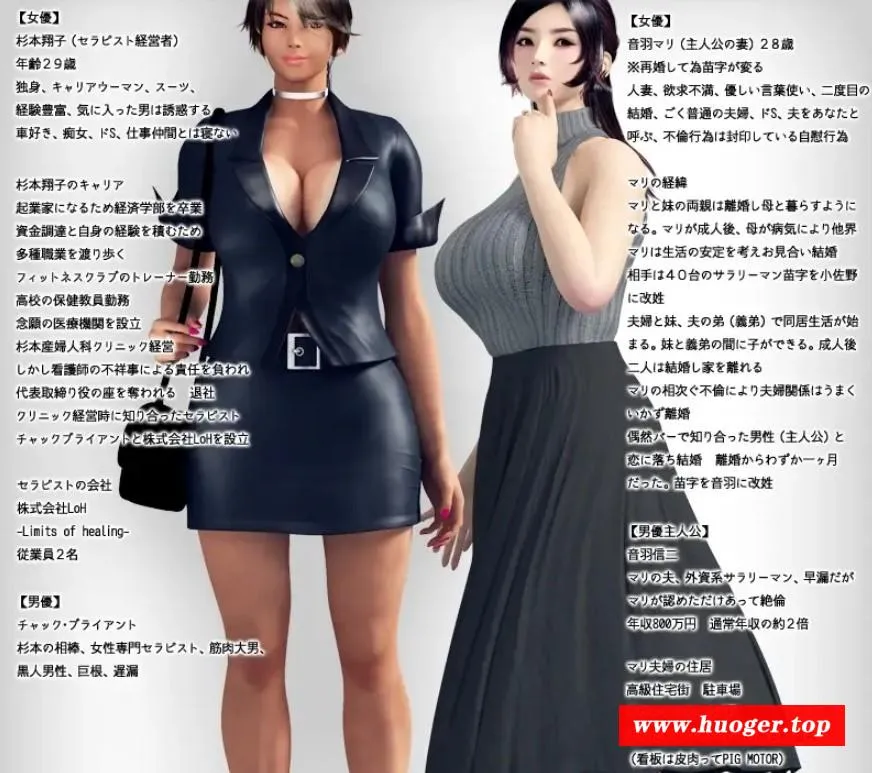 【女優】
杉本翔子（セラピスト経営者）
年齢２９歳
独身、キャリアウーマン、スーツ、
経験豊富、気に入った男は誘惑する
車好き、痴女、ドS、仕事仲間とは寝ない
杉本翔子のキャリア
起業家になるため経済学部を卒業
資金調達と自身の経験を積むため
多種職業を渡り歩く
フィットネスクラブのトレーナー勤務
高校の保健教員勤務
念願の医療機関を設立
杉本産婦人科クリニック経営
しかし看護師の不祥事による責任を負われ
代表取締り役の座を奪われる　退社
クリニック経営時に知り合ったセラピスト
チャックブライアントと株式会社LoHを設立
セラピストの会社
株式会社LoH
-Limits of healing-
従業員２名
【男優】
チャック・ブライアント
杉本の相棒、女性専門セラピスト、筋肉大男、
黒人男性、巨根、遅漏
【女優】
音羽マリ（主人公の妻）２８歳
※再婚して為苗字が変る
人妻、欲求不満、優しい言葉使い、二度目の
結婚、ごく普通の夫婦、ドS、夫をあなたと
呼ぶ、不倫行為は封印している自慰行為
マリの経緯
マリと妹の両親は離婚し母と暮らすように
なる。マリが成人後、母が病気により他界
マリは生活の安定を考えお見合い結婚
相手は４０台のサラリーマン苗字を小佐野
に改姓
夫婦と妹、夫の弟（義弟）で同居生活が始
まる。妹と義弟の間に子ができる。成人後
二人は結婚し家を離れる
マリの相次ぐ不倫により夫婦関係はうまく
いかず離婚
偶然バーで知り合った男性（主人公）と
恋に落ち結婚　離婚からわずか一ヶ月
だった。苗字を音羽に改姓
【男優主人公】
音羽信二
マリの夫、外資系サラリーマン、早漏だが
マリが認めただけあって絶倫
年収800万円　通常年収の約２倍
マリ夫婦の住居
高級住宅街　駐車場
www.huoger.top
（看板は皮肉ってPIG MOTOR）